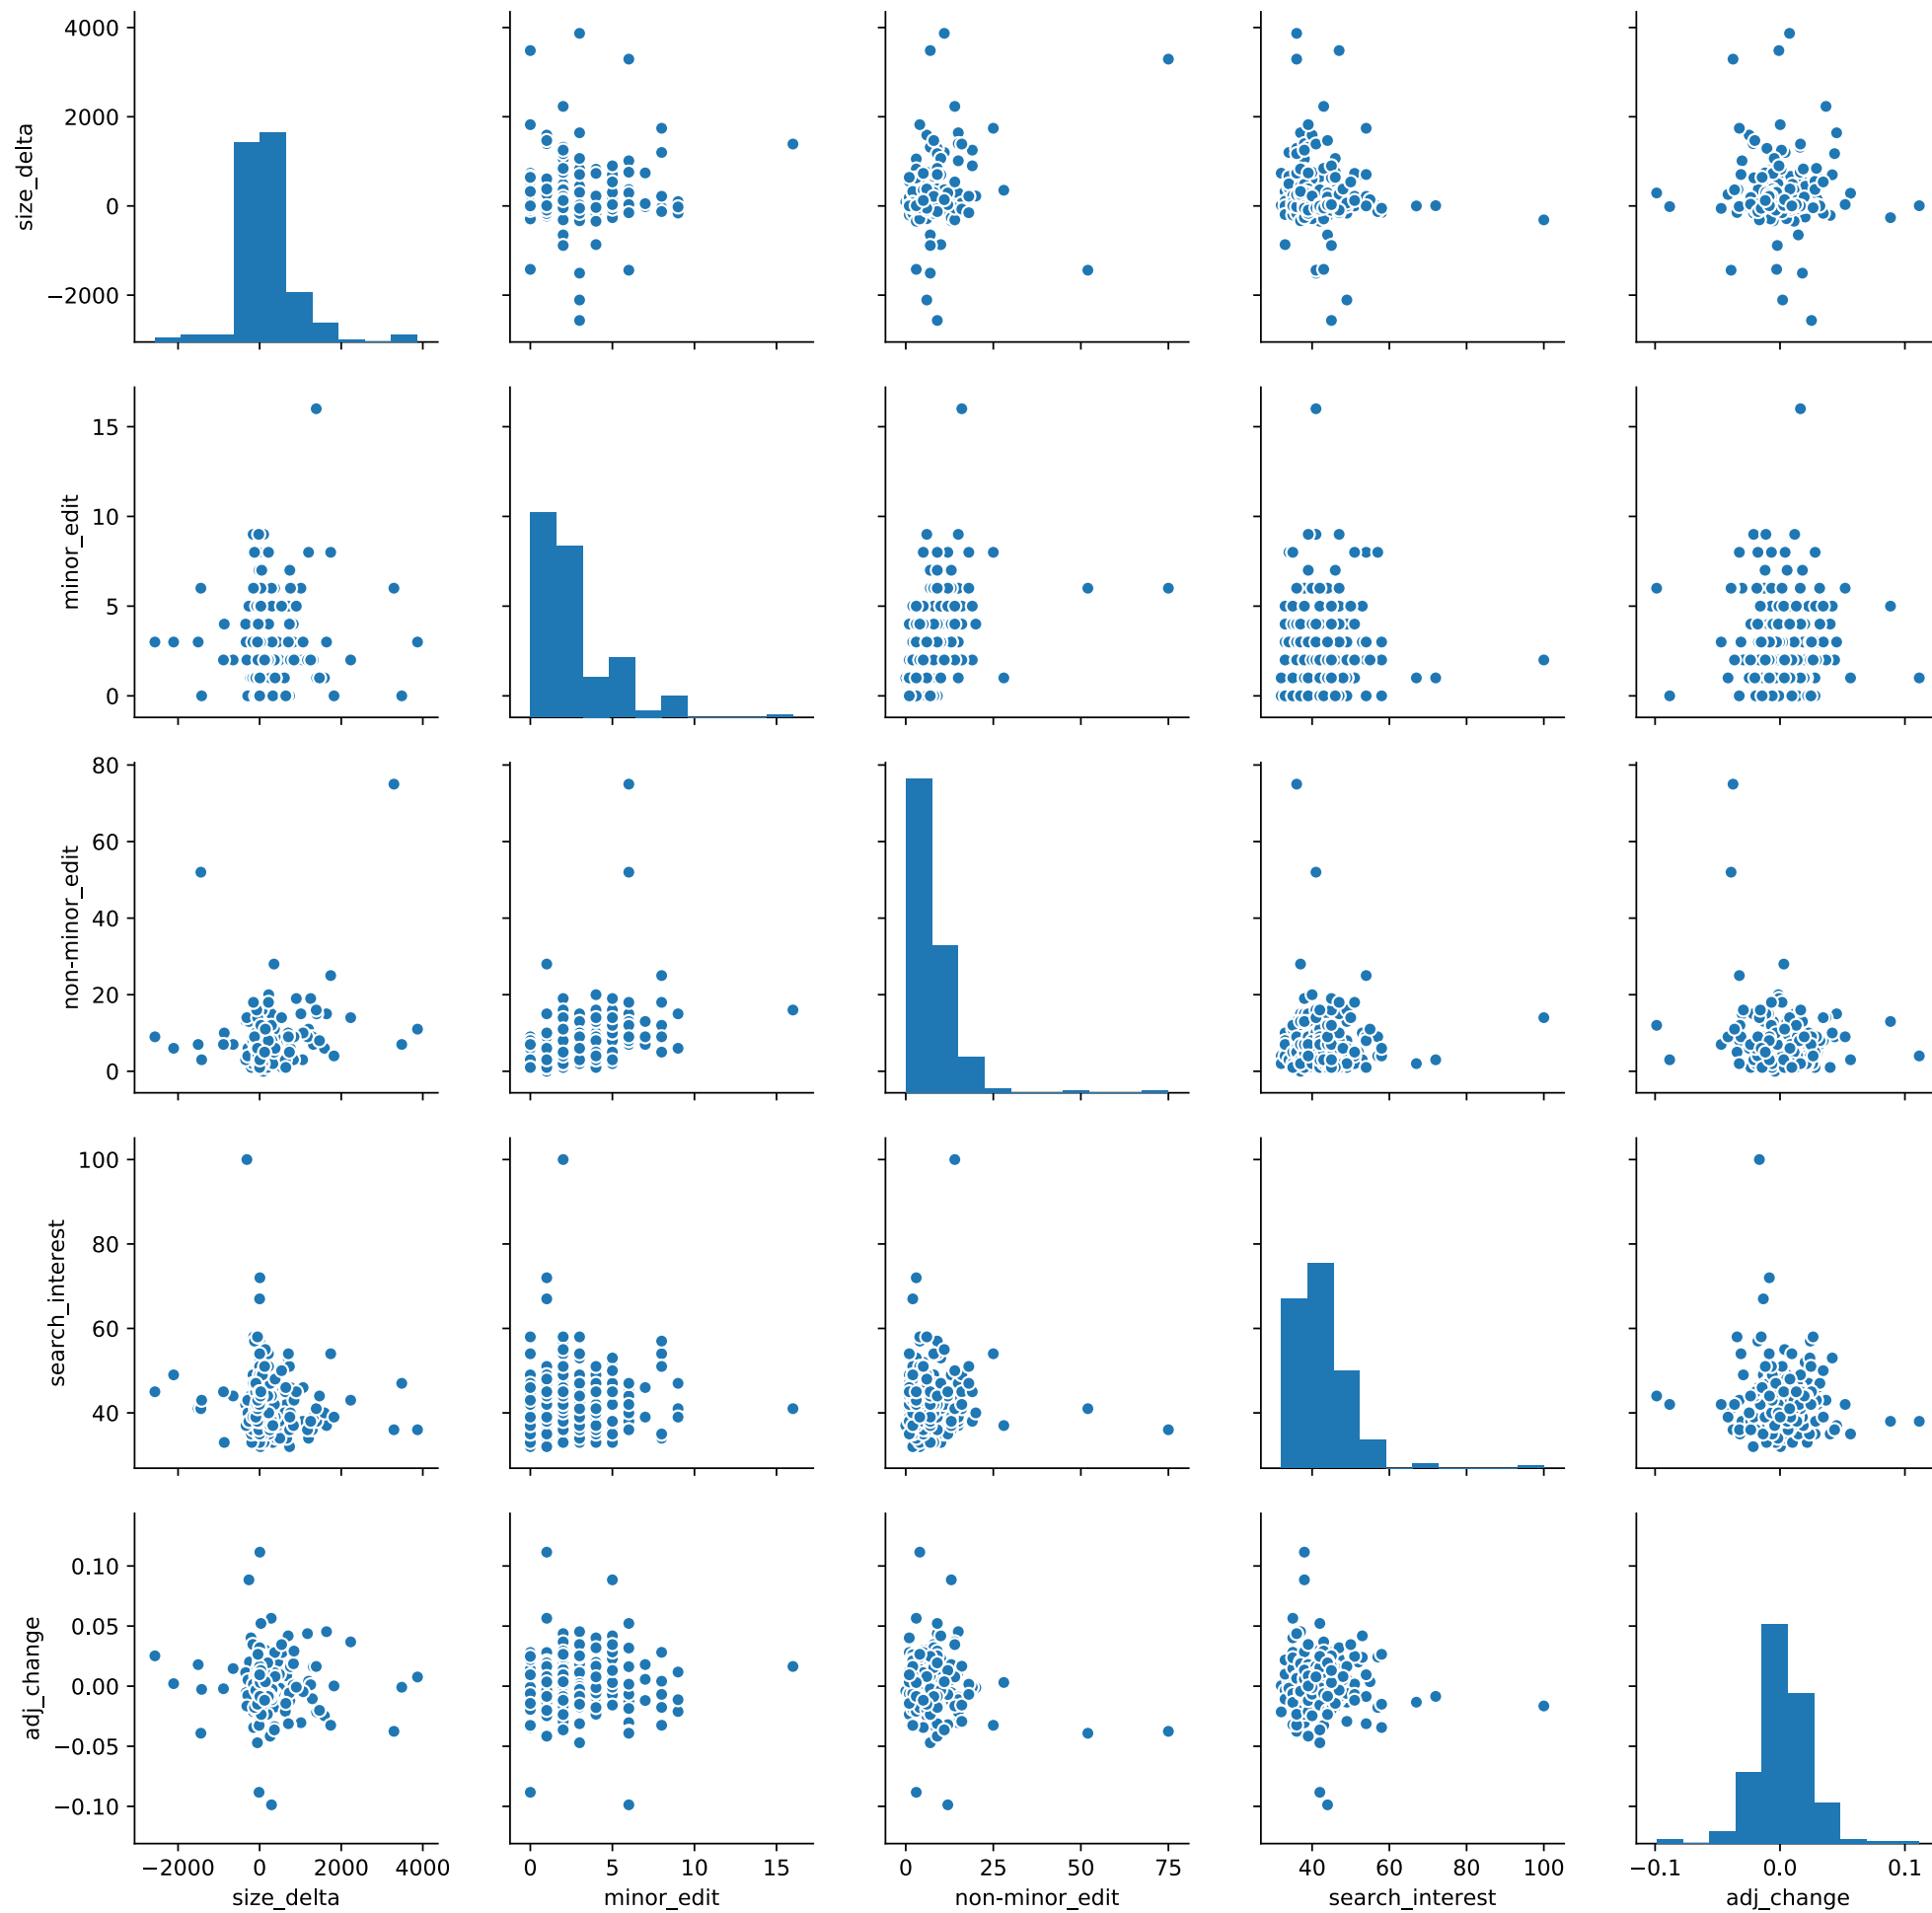 4000
2000
0
−2000
size_delta
15
10
5
0
minor_edit
80
60
40
20
0
non-minor_edit
100
80
60
40
search_interest
0.10
0.05
0.00
−0.05
−0.10
adj_change
−2000 0 2000 4000
size_delta
0 5 10 15
minor_edit
0 25 50 75
non-minor_edit
40 60 80 100
search_interest
−0.1 0.0 0.1
adj_change